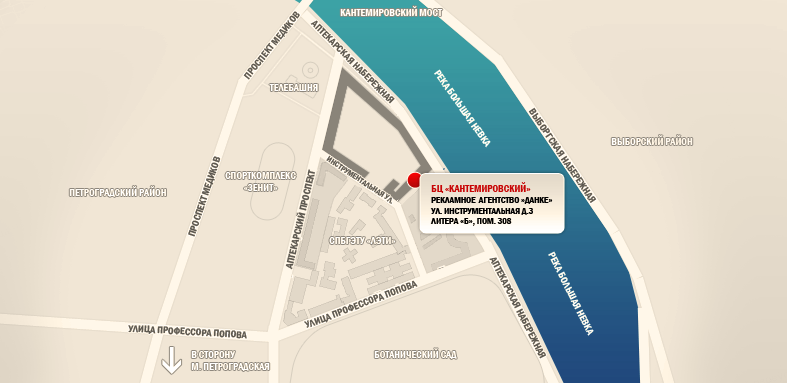 КАНТЕМИРОВСКИЙ МОСТ
ПРОСПЕКТ МЕДИКОВ
АПТЕКАРСКАЯ НАБЕРЕЖНАЯ
ТЕЛЕБАШНЯ
РЕКА БОЛЬШАЯ НЕВКА
ВЫБОРГСКАЯ НАБЕРЕЖНАЯ
ВЫБОРСКИЙ РАЙОН
ПЕТРОГРАДСКИЙ РАЙОН
ПРОСПЕКТ МЕДИКОВ
СПОРТКОМПЛЕКС
«ЗЕНИТ»
АПТЕКАРСКИЙ ПРОСПЕКТ
ИНСТРУМЕНТАЛЬНАЯ УЛ.
БЦ «КАНТЕМИРОВСКИЙ»
РЕКЛАМНОЕ АГЕНТСТВО «ДАНКЕ»
УЛ. ИНСТРУМЕНТАЛЬНАЯ Д.3
ЛИТЕРА «Б», ПОМ. 308
СПБГЭТУ «ЛЭТИ»
РЕКА БОЛЬШАЯ НЕВКА
АПТЕКАРСКАЯ НАБЕРЕЖНАЯ
УЛИЦА ПРОФЕССОРА ПОПОВА
УЛИЦА ПРОФЕССОРА ПОПОВА
БОТАНИЧЕСКИЙ САД
В СТОРОНУ
М. ПЕТРОГРАДСКАЯ